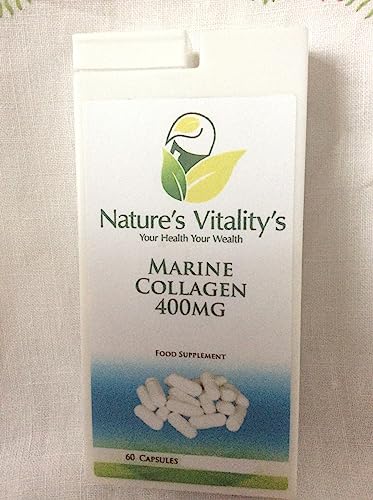 Nature's Vitality's
Your Health Your Wealth
MARINE
COLLAGEN
400MG
FOOD SUPPLEMENT
60 CAPSULES